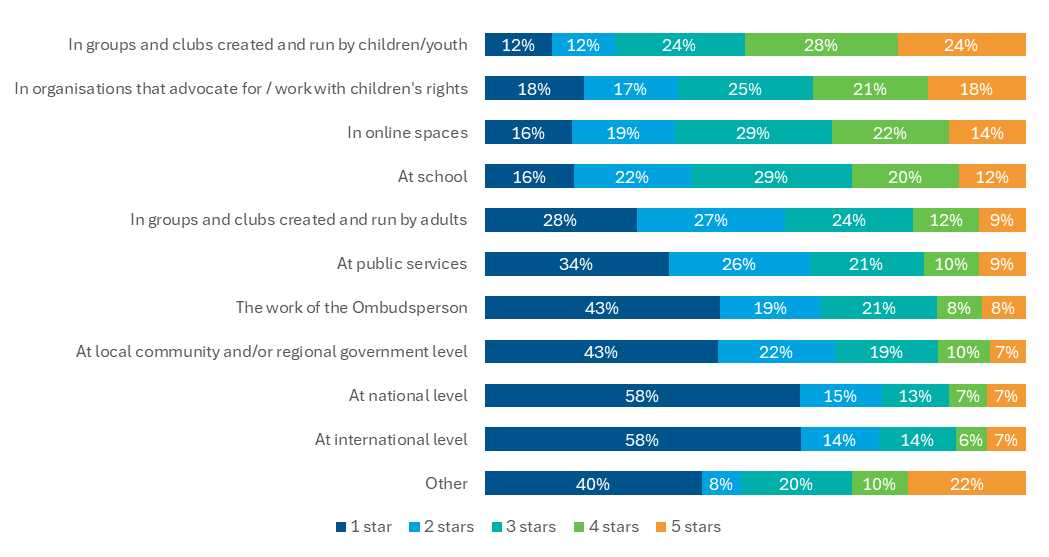 In groups and clubs created and run by children/youth 12% 12% 24% 28% 24%
In organisations that advocate for / work with children's rights 18% 17% 25% 21% 18%
In online spaces 16% 19% 29% 22% 14%
At school 16% 22% 29% 20% 12%
In groups and clubs created and run by adults 28% 27% 24% 12% 9%
At public services 34% 26% 21% 10% 9%
The work of the Ombudsperson 43% 19% 21% 8% 8%
At local community and/or regional government level 43% 22% 19% 10% 7%
At national level 58% 15% 13% 7% 7%
At international level 58% 14% 14% 6% 7%
Other 40% 8% 20% 10% 22%
1 star 2 stars 3 stars 4 stars 5 stars